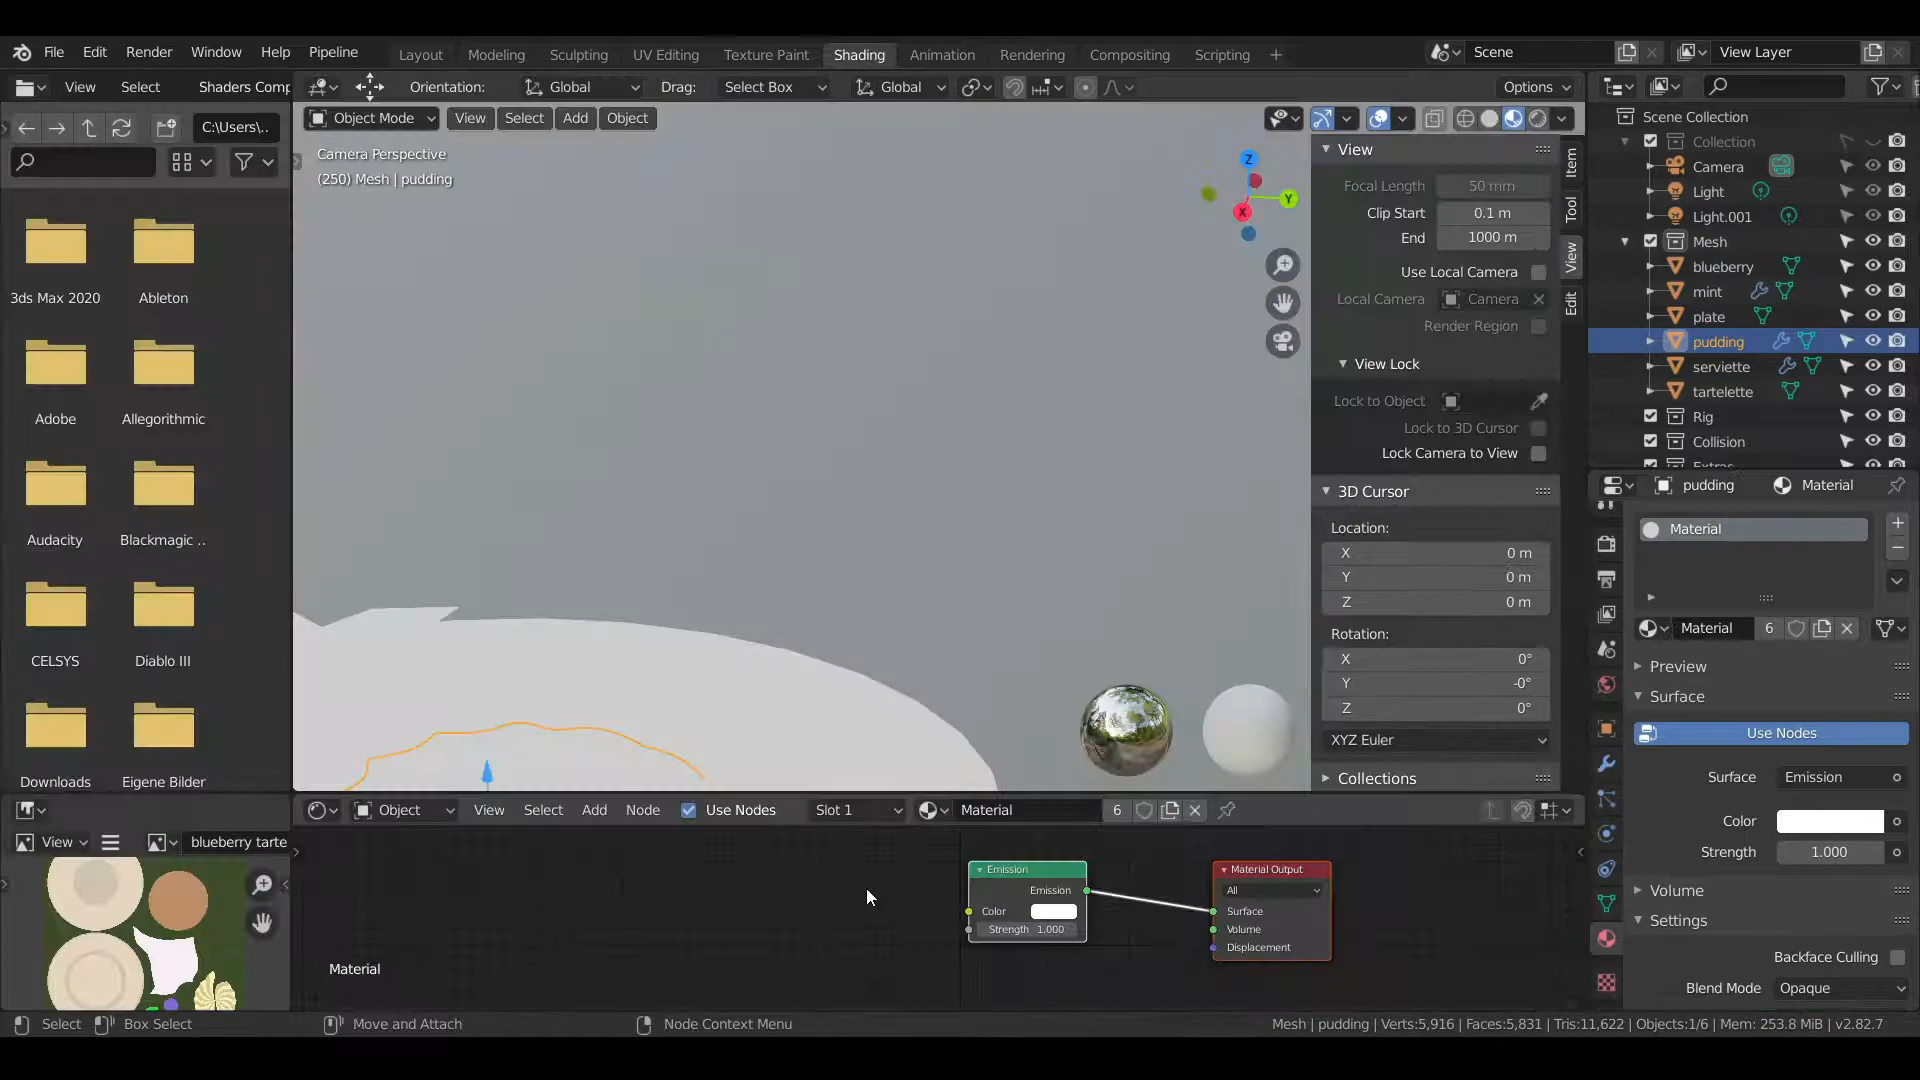 File Edit Render Window Help Pipeline Layout Modeling Sculpting UV Editing Texture Paint Shading Animation Rendering Compositing Scripting + Scene View Layer
View Select Shaders Comp Orientation: Global Drag: Select Box Global Options
C:\Users\..
Object Mode View Select Add Object
Camera Perspective
(250) Mesh | pudding
Z
Y
X
3ds Max 2020 Ableton
Adobe Allegorithmic
Audacity Blackmagic ..
CELSYS Diablo III
Downloads Eigene Bilder
View
Focal Length 50 mm
Clip Start 0.1 m
End 1000 m
Use Local Camera
Local Camera Camera
Render Region
View Lock
Lock to Object
Lock to 3D Cursor
Lock Camera to View
3D Cursor
Location:
X 0 m
Y 0 m
Z 0 m
Rotation:
X 0°
Y -0°
Z 0°
XYZ Euler
Collections
Item
Tool
View
Edit
Scene Collection
Collection
Camera
Light
Light.001
Mesh
blueberry
mint
plate
pudding
serviette
tartelette
Rig
Collision
Extras
pudding Material
Material
Material 6
Preview
Surface
Use Nodes
Surface Emission
Color
Strength 1.000
Volume
Settings
Backface Culling
Blend Mode Opaque
Object View Select Add Node Use Nodes Slot 1 Material 6
View blueberry tarte
Emission
Emission
Color
Strength 1.000
Material Output
All
Surface
Volume
Displacement
Material
Select Box Select Move and Attach Node Context Menu Mesh | pudding | Verts:5,916 | Faces:5,831 | Tris:11,622 | Objects:1/6 | Mem: 253.8 MiB | v2.82.7